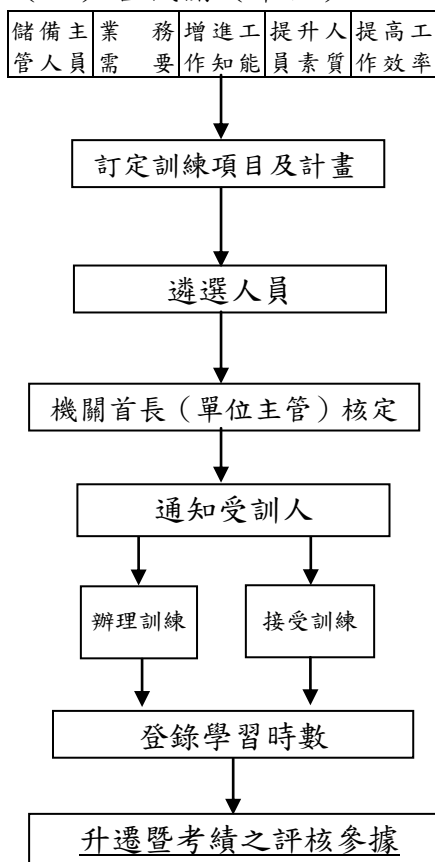 儲備主 業　務 增進工 提升人 提高工
管人員 需　要 作知能 員素質 作效率
訂定訓練項目及計畫
遴選人員
機關首長（單位主管）核定
通知受訓人
辦理訓練 接受訓練
登錄學習時數
升遷暨考績之評核參據